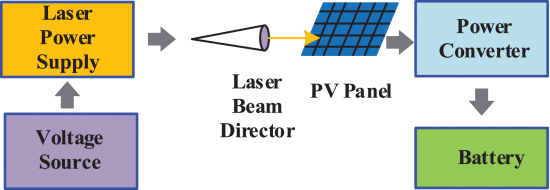 Laser
Power
Supply
Voltage
Source
Laser
Beam
Director
PV Panel
Power
Converter
Battery